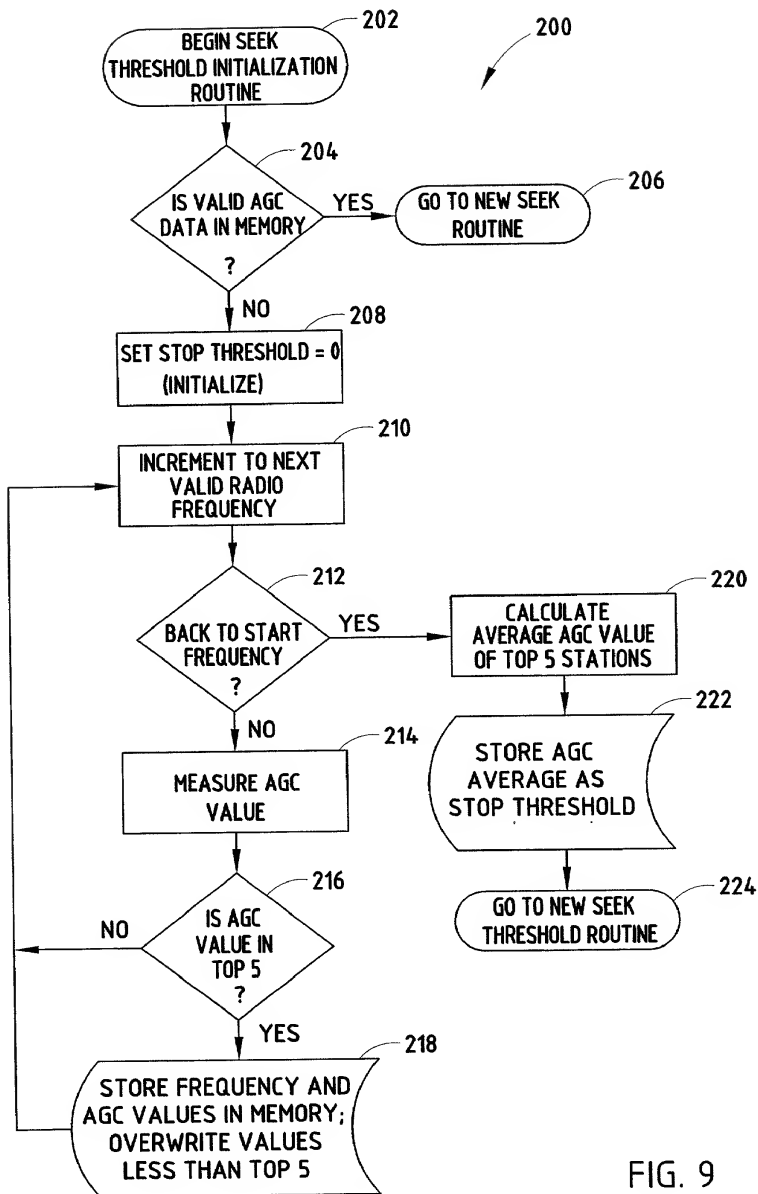 202
200
BEGIN SEEK
THRESHOLD INITIALIZATION
ROUTINE
204
IS VALID AGC
DATA IN MEMORY
?
YES
206
GO TO NEW SEEK
ROUTINE
NO
208
SET STOP THRESHOLD = 0
(INITIALIZE)
210
INCREMENT TO NEXT
VALID RADIO
FREQUENCY
212
BACK TO START
FREQUENCY
?
YES
220
CALCULATE
AVERAGE AGC VALUE
OF TOP 5 STATIONS
222
STORE AGC
AVERAGE AS
STOP THRESHOLD
224
GO TO NEW SEEK
THRESHOLD ROUTINE
NO
214
MEASURE AGC
VALUE
216
IS AGC
VALUE IN
TOP 5
?
NO
YES
218
STORE FREQUENCY AND
AGC VALUES IN MEMORY;
OVERWRITE VALUES
LESS THAN TOP 5
FIG. 9